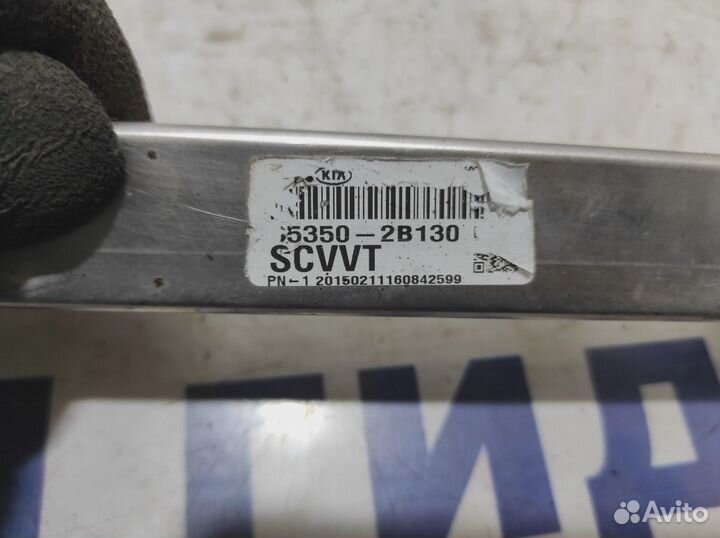 KIA
5350-2B130
SCVVT
PN-1 20150211160842599
ГИД
Avito